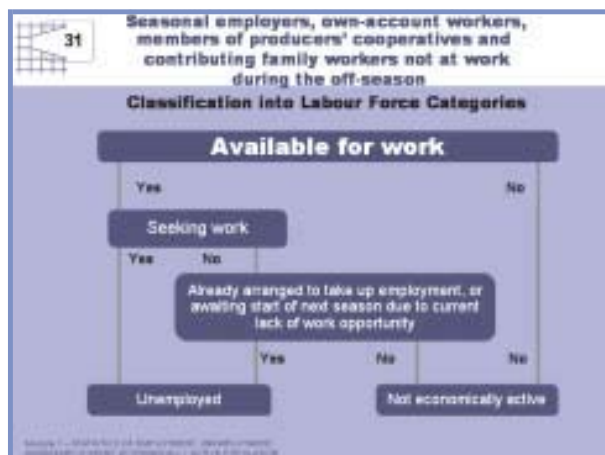 31
Seasonal employers, own-account workers,
members of producers' cooperatives and
contributing family workers not at work
during the off-season
Classification into Labour Force Categories
Available for work
Yes No
Seeking work
Yes No
Already arranged to take up employment, or
awaiting start of next season due to current
lack of work opportunity
Yes No No
Unemployed Not economically active